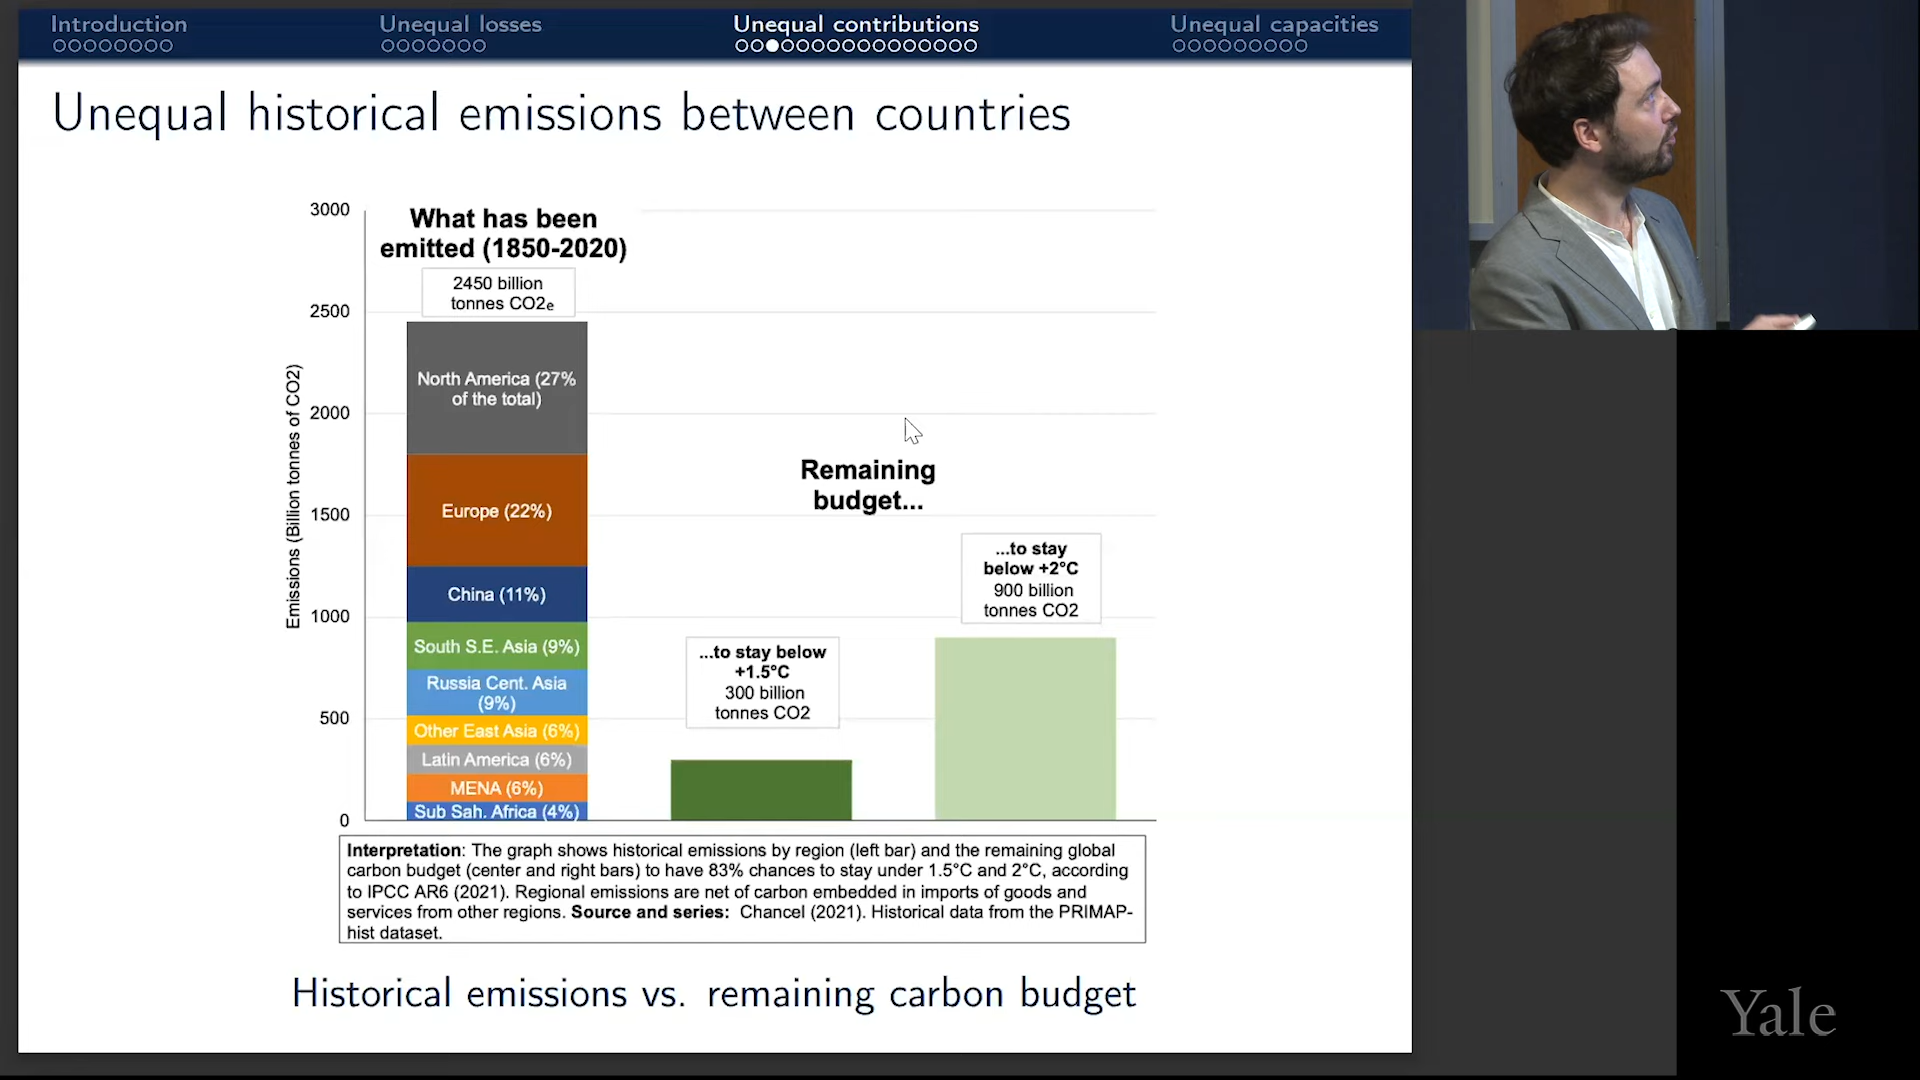 Introduction
Unequal losses
Unequal contributions
Unequal capacities
Unequal historical emissions between countries
3000
2500
2000
1500
1000
500
0
Emissions (Billion tonnes of CO2)
What has been
emitted (1850-2020)
2450 billion
tonnes CO2e
North America (27%
of the total)
Europe (22%)
China (11%)
South S.E. Asia (9%)
Russia Cent. Asia
(9%)
Other East Asia (6%)
Latin America (6%)
MENA (6%)
Sub Sah. Africa (4%)
Remaining
budget...
...to stay below
+1.5°C
300 billion
tonnes CO2
...to stay
below +2°C
900 billion
tonnes CO2
Interpretation: The graph shows historical emissions by region (left bar) and the remaining global
carbon budget (center and right bars) to have 83% chances to stay under 1.5°C and 2°C, according
to IPCC AR6 (2021). Regional emissions are net of carbon embedded in imports of goods and
services from other regions. Source and series: Chancel (2021). Historical data from the PRIMAP-
hist dataset.
Historical emissions vs. remaining carbon budget
Yale